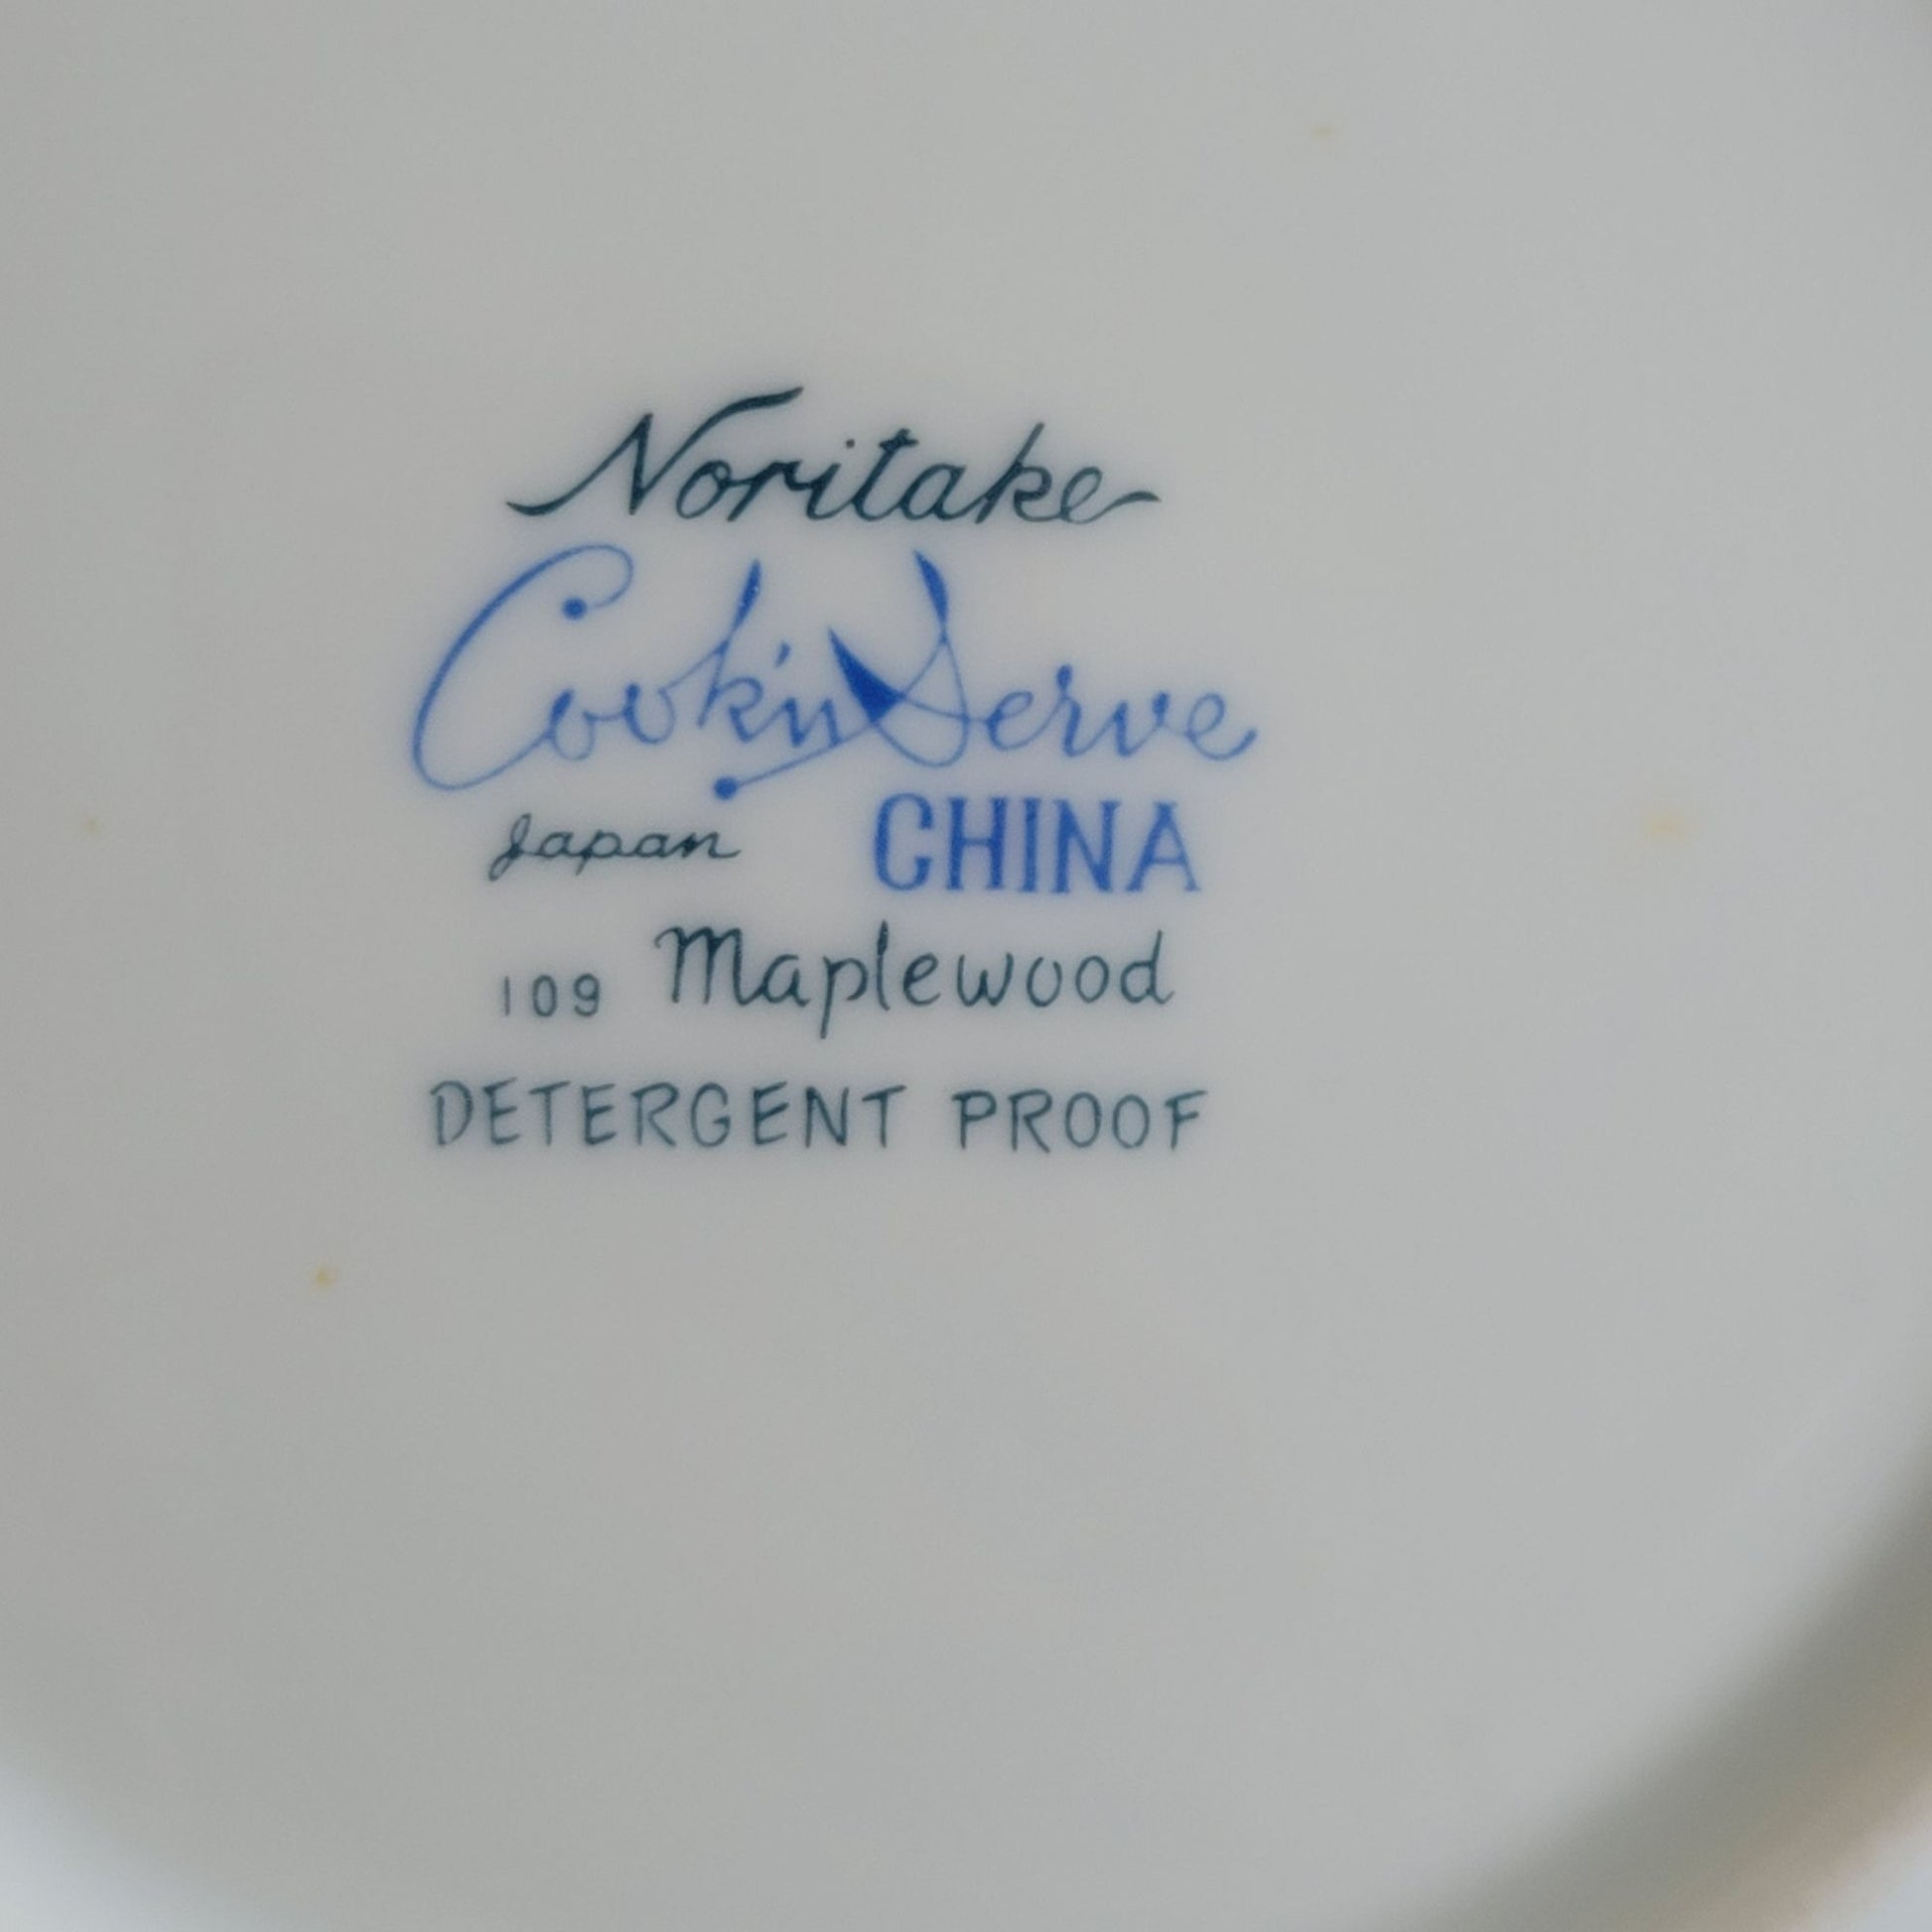 Noritake
Cook'n Serve
Japan CHINA
109 Maplewood
DETERGENT PROOF